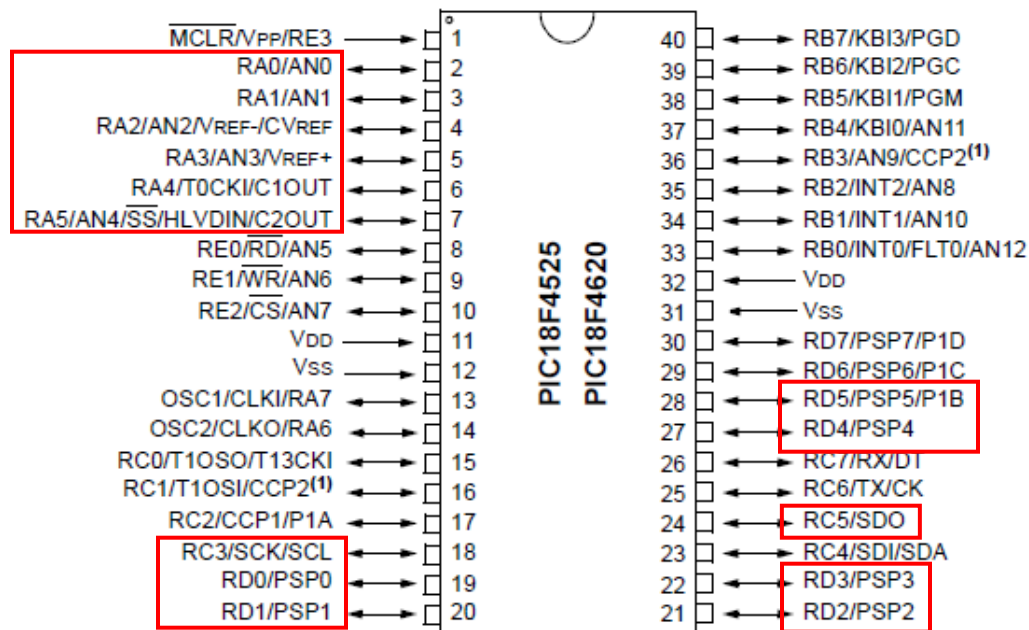 MCLR/VPP/RE3 1
RA0/AN0 2
RA1/AN1 3
RA2/AN2/VREF-/CVREF 4
RA3/AN3/VREF+ 5
RA4/T0CKI/C1OUT 6
RA5/AN4/SS/HLVDIN/C2OUT 7
RE0/RD/AN5 8
RE1/WR/AN6 9
RE2/CS/AN7 10
VDD 11
VSS 12
OSC1/CLKI/RA7 13
OSC2/CLKO/RA6 14
RC0/T1OSO/T13CKI 15
RC1/T1OSI/CCP2(1) 16
RC2/CCP1/P1A 17
RC3/SCK/SCL 18
RD0/PSP0 19
RD1/PSP1 20
PIC18F4525
PIC18F4620
40 RB7/KBI3/PGD
39 RB6/KBI2/PGC
38 RB5/KBI1/PGM
37 RB4/KBI0/AN11
36 RB3/AN9/CCP2(1)
35 RB2/INT2/AN8
34 RB1/INT1/AN10
33 RB0/INT0/FLT0/AN12
32 VDD
31 VSS
30 RD7/PSP7/P1D
29 RD6/PSP6/P1C
28 RD5/PSP5/P1B
27 RD4/PSP4
26 RC7/RX/DT
25 RC6/TX/CK
24 RC5/SDO
23 RC4/SDI/SDA
22 RD3/PSP3
21 RD2/PSP2